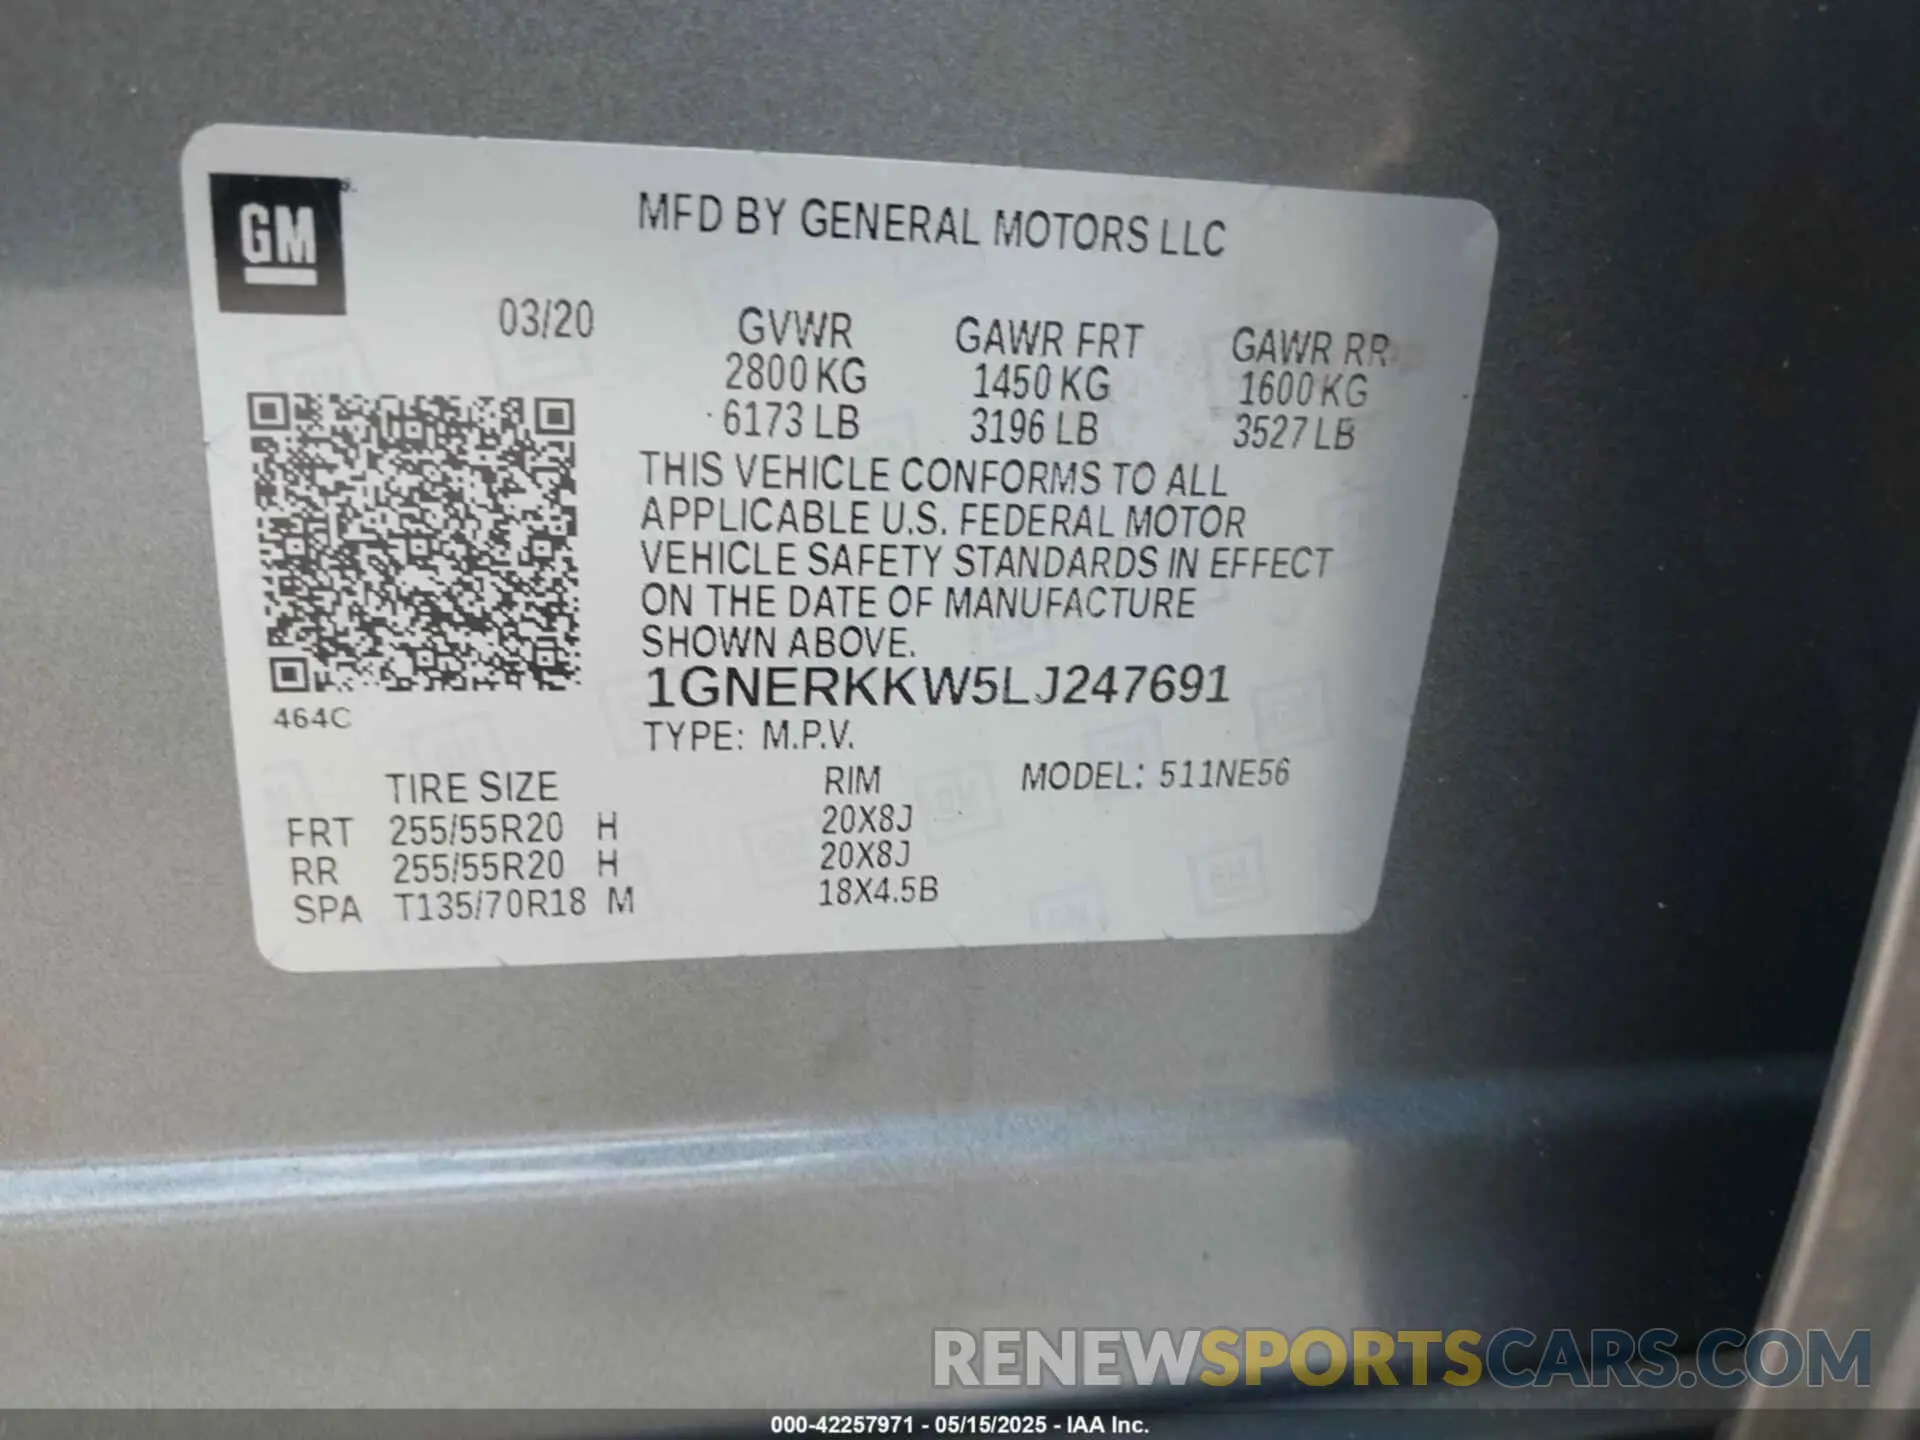 GM
MFD BY GENERAL MOTORS LLC
03/20 GVWR GAWR FRT GAWR RR
2800 KG 1450 KG 1600 KG
6173 LB 3196 LB 3527 LB
THIS VEHICLE CONFORMS TO ALL
APPLICABLE U.S. FEDERAL MOTOR
VEHICLE SAFETY STANDARDS IN EFFECT
ON THE DATE OF MANUFACTURE
SHOWN ABOVE.
1GNERKKW5LJ247691
464C
TYPE: M.P.V.
TIRE SIZE RIM MODEL: 511NE56
FRT 255/55R20 H 20X8J
RR 255/55R20 H 20X8J
SPA T135/70R18 M 18X4.5B
RENEWSPORTSCARS.COM
000-42257971 - 05/15/2025 - IAA Inc.